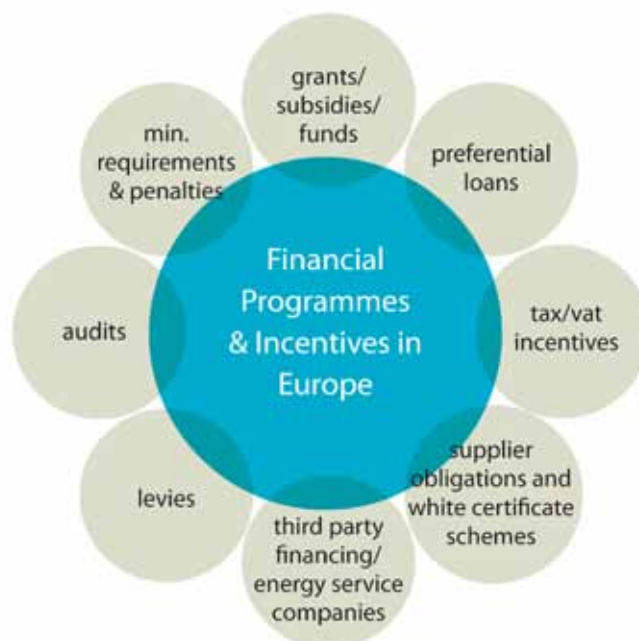 Financial
Programmes
& Incentives in
Europe
grants/
subsidies/
funds
preferential
loans
tax/vat
incentives
supplier
obligations and
white certificate
schemes
third party
financing/
energy service
companies
levies
audits
min.
requirements
& penalties